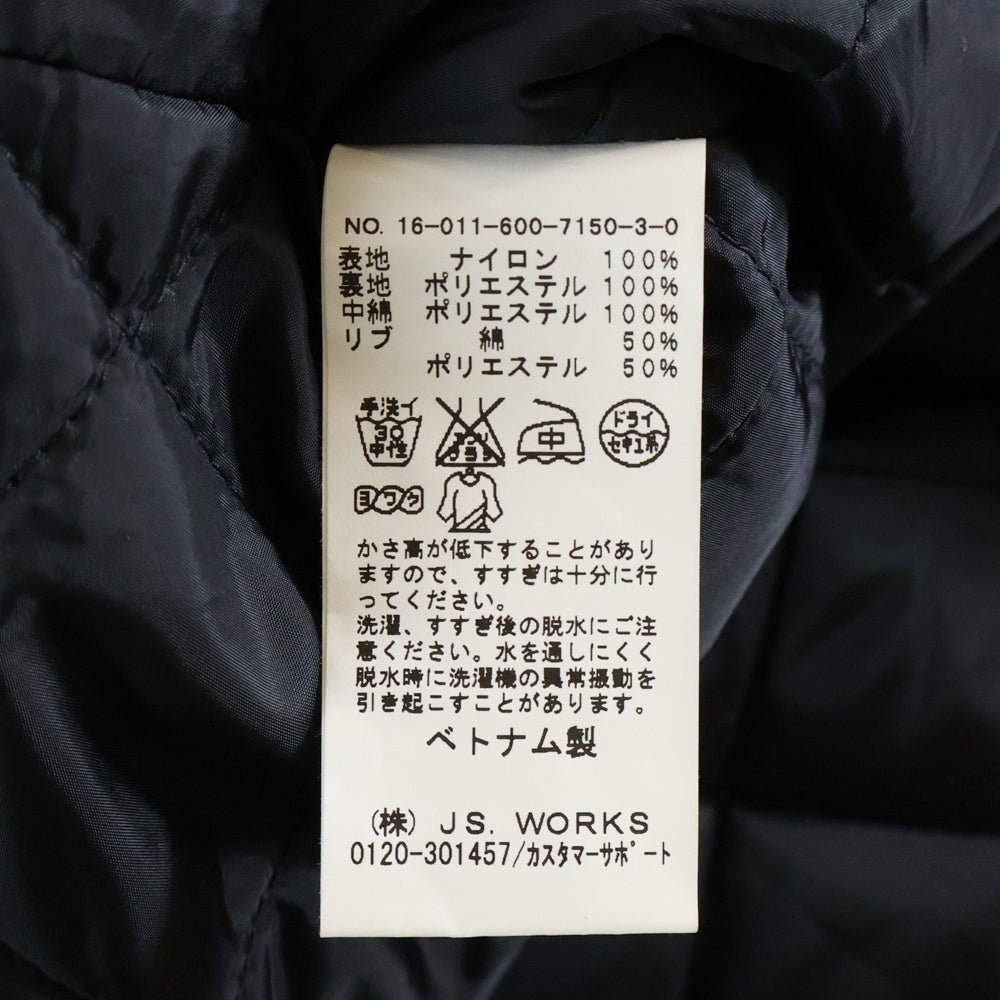 NO. 16-011-600-7150-3-0
表地 ナイロン 100%
裏地 ポリエステル 100%
中綿 ポリエステル 100%
リブ 綿 50%
ポリエステル 50%
手洗イ
30
中性
エンソ
サラシ
中
ドライ
セキユ系
ヨワク
かさ高が低下することがあり
ますので、すすぎは十分に行
ってください。
洗濯、すすぎ後の脱水にご注
意ください。水を通しにくく
脱水時に洗濯機の異常振動を
引き起こすことがあります。
ベトナム製
(株) J.S. WORKS
0120-301457/カスタマーサポート